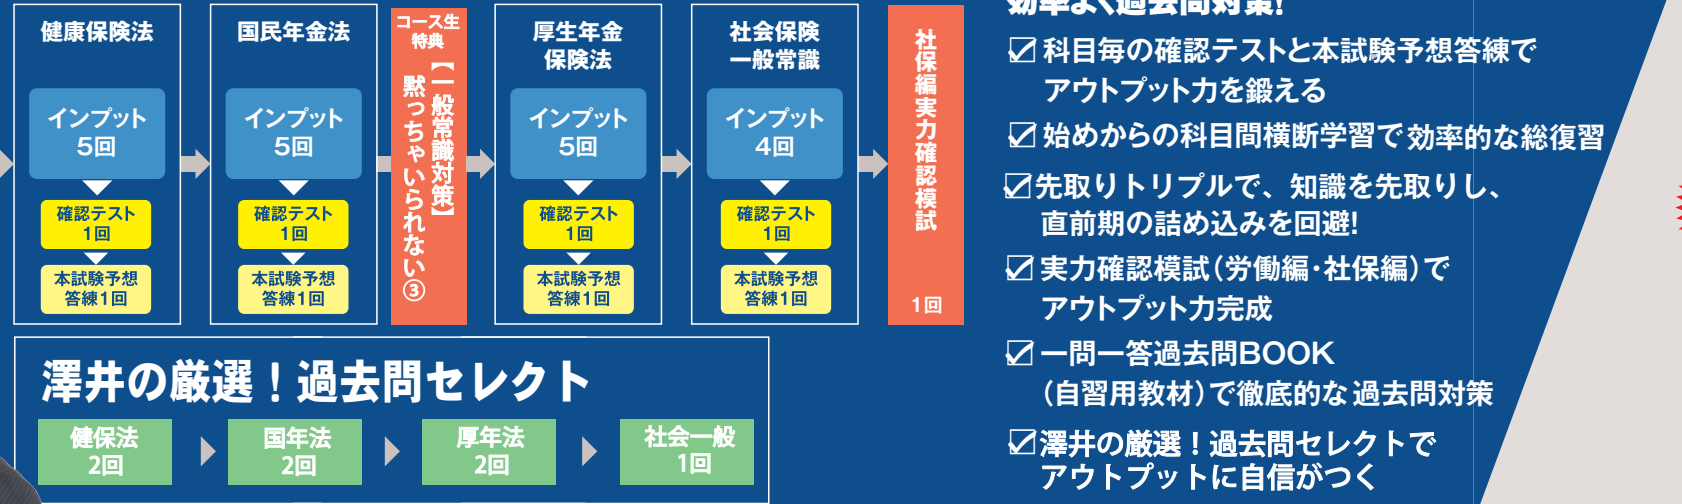 健康保険法
インプット
5回
確認テスト
1回
本試験予想
答練1回
国民年金法
インプット
5回
確認テスト
1回
本試験予想
答練1回
コース生
特典
【一般常識対策】
黙っちゃいられない③
厚生年金
保険法
インプット
5回
確認テスト
1回
本試験予想
答練1回
社会保険
一般常識
インプット
4回
確認テスト
1回
本試験予想
答練1回
社保編実力確認模試
1回
澤井の厳選！過去問セレクト
健保法
2回
国年法
2回
厚年法
2回
社会一般
1回
効率よく過去問対策!
科目毎の確認テストと本試験予想答練で
アウトプット力を鍛える
始めからの科目間横断学習で効率的な総復習
先取りトリプルで、知識を先取りし、
直前期の詰め込みを回避!
実力確認模試（労働編・社保編）で
アウトプット力完成
一問一答過去問BOOK
（自習用教材）で徹底的な過去問対策
澤井の厳選！過去問セレクトで
アウトプットに自信がつく